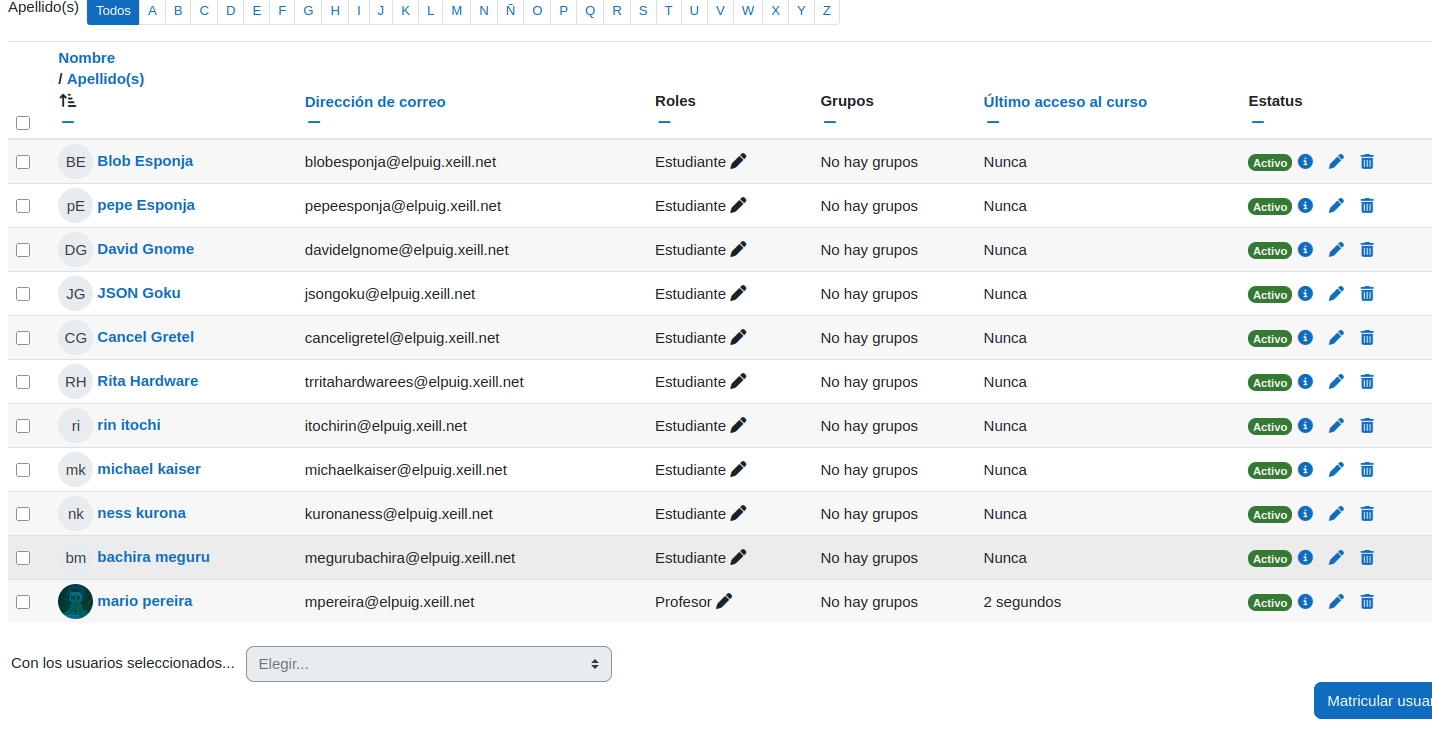 Apellido(s) Todos A B C D E F G H I J K L M N Ñ O P Q R S T U V W X Y Z
Nombre
/ Apellido(s)
Dirección de correo Roles Grupos Último acceso al curso Estatus
BE Blob Esponja blobesponja@elpuig.xeill.net Estudiante No hay grupos Nunca Activo
pE pepe Esponja pepeesponja@elpuig.xeill.net Estudiante No hay grupos Nunca Activo
DG David Gnome davidelgnome@elpuig.xeill.net Estudiante No hay grupos Nunca Activo
JG JSON Goku jsongoku@elpuig.xeill.net Estudiante No hay grupos Nunca Activo
CG Cancel Gretel canceligretel@elpuig.xeill.net Estudiante No hay grupos Nunca Activo
RH Rita Hardware trritahardwarees@elpuig.xeill.net Estudiante No hay grupos Nunca Activo
ri rin itochi itochirin@elpuig.xeill.net Estudiante No hay grupos Nunca Activo
mk michael kaiser michaelkaiser@elpuig.xeill.net Estudiante No hay grupos Nunca Activo
nk ness kurona kuronaness@elpuig.xeill.net Estudiante No hay grupos Nunca Activo
bm bachira meguru megurubachira@elpuig.xeill.net Estudiante No hay grupos Nunca Activo
mario pereira mpereira@elpuig.xeill.net Profesor No hay grupos 2 segundos Activo
Con los usuarios seleccionados... Elegir...
Matricular usuar